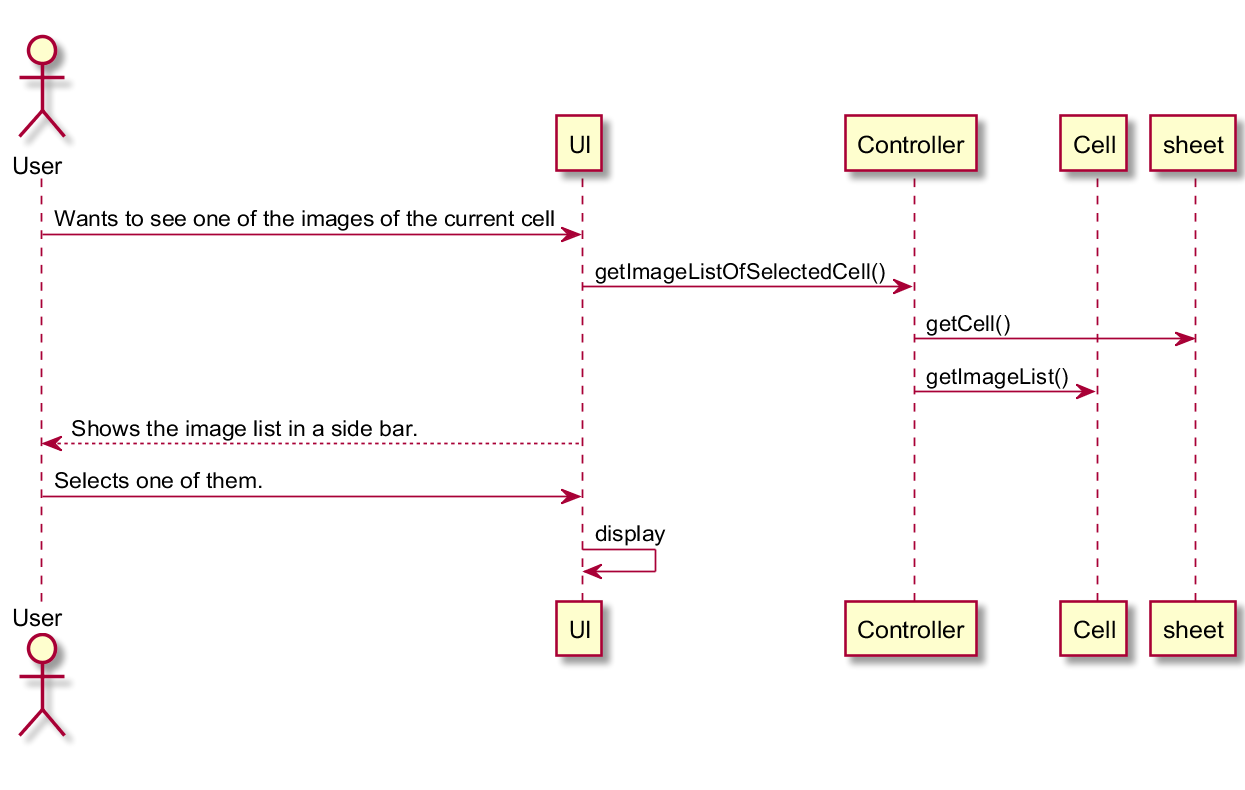 User
UI
Controller
Cell
sheet
Wants to see one of the images of the current cell
getImageListOfSelectedCell()
getCell()
getImageList()
Shows the image list in a side bar.
Selects one of them.
display
User
UI
Controller
Cell
sheet